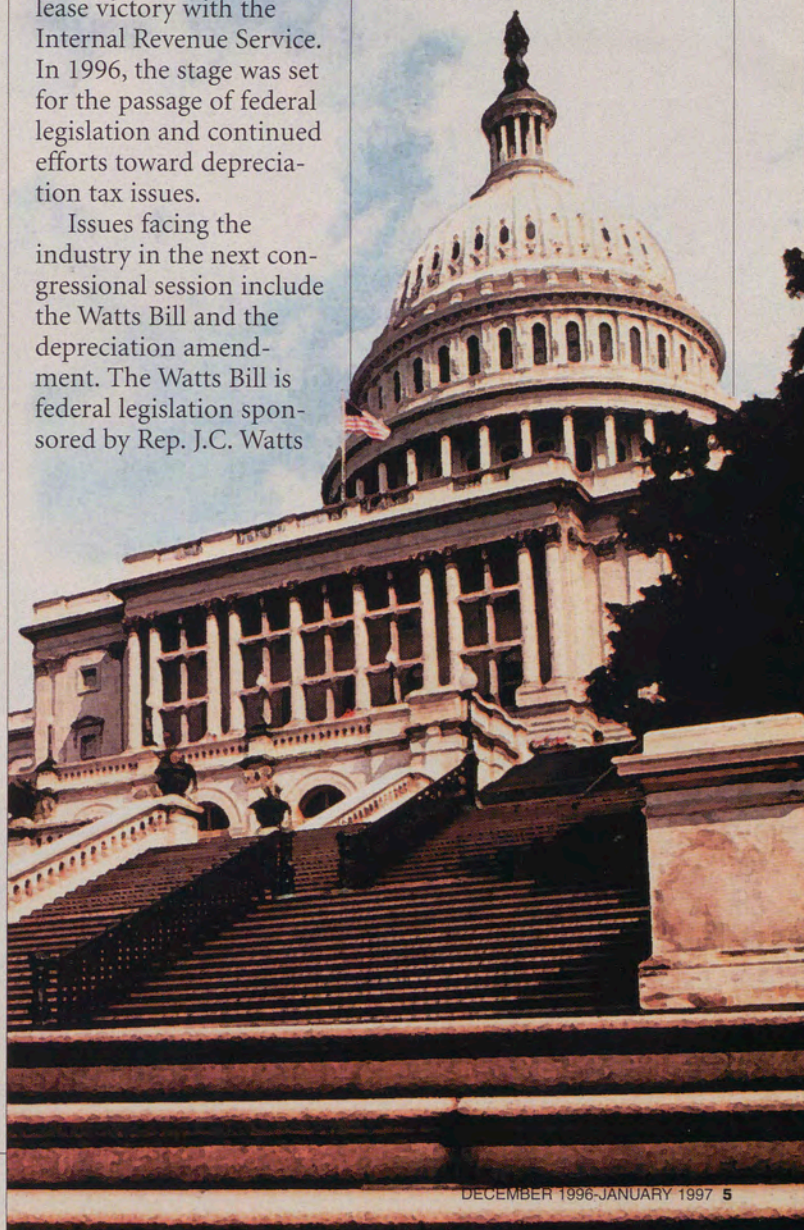 lease victory with the
Internal Revenue Service.
In 1996, the stage was set
for the passage of federal
legislation and continued
efforts toward deprecia-
tion tax issues.
Issues facing the
industry in the next con-
gressional session include
the Watts Bill and the
depreciation amend-
ment. The Watts Bill is
federal legislation spon-
sored by Rep. J.C. Watts
DECEMBER 1996-JANUARY 1997 5